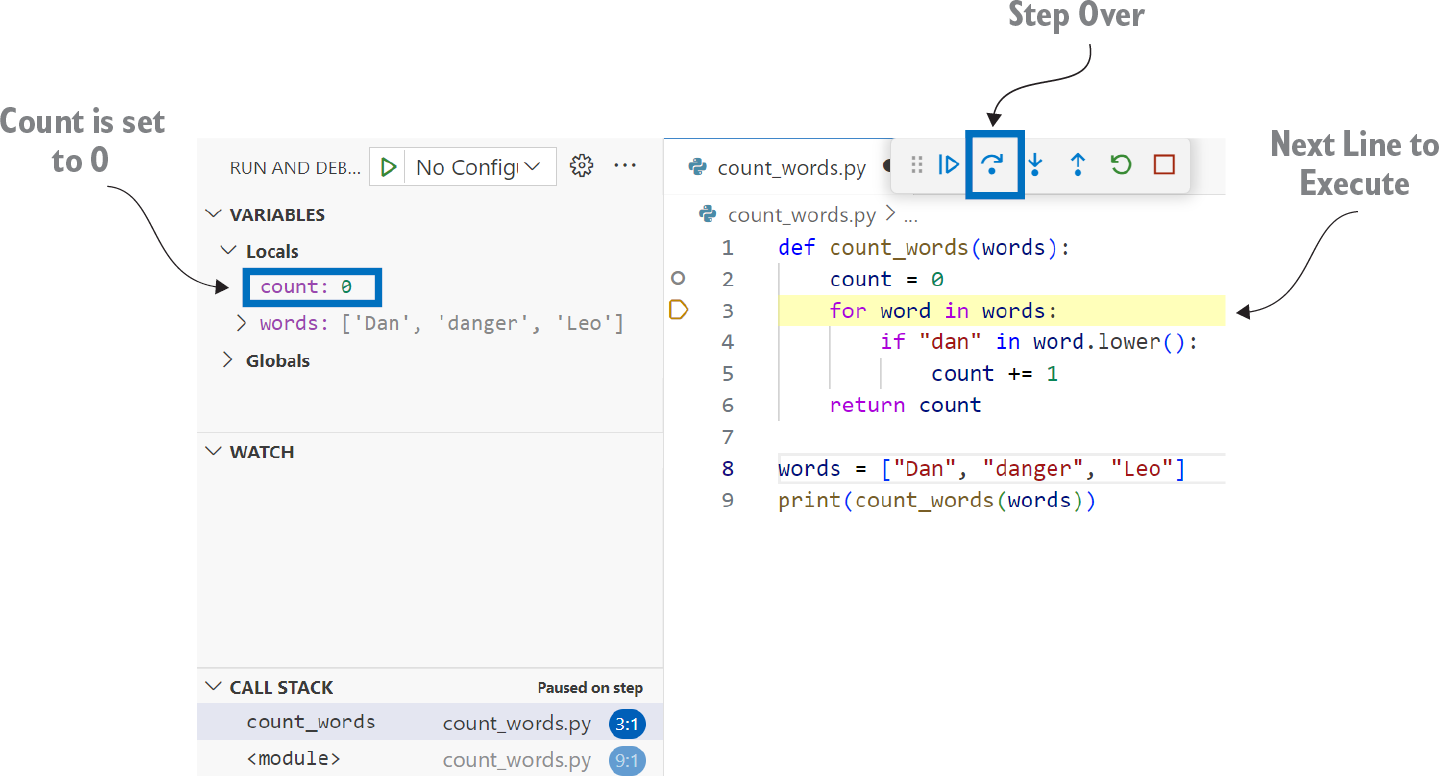 Step Over
Count is set
to 0
Next Line to
Execute
RUN AND DEB...
No Config
...
VARIABLES
Locals
count: 0
words: ['Dan', 'danger', 'Leo']
Globals
WATCH
CALL STACK Paused on step
count_words count_words.py 3:1
<module> count_words.py 9:1
count_words.py
count_words.py > ...
1 def count_words(words):
2     count = 0
3     for word in words:
4         if "dan" in word.lower():
5             count += 1
6     return count
7
8 words = ["Dan", "danger", "Leo"]
9 print(count_words(words))